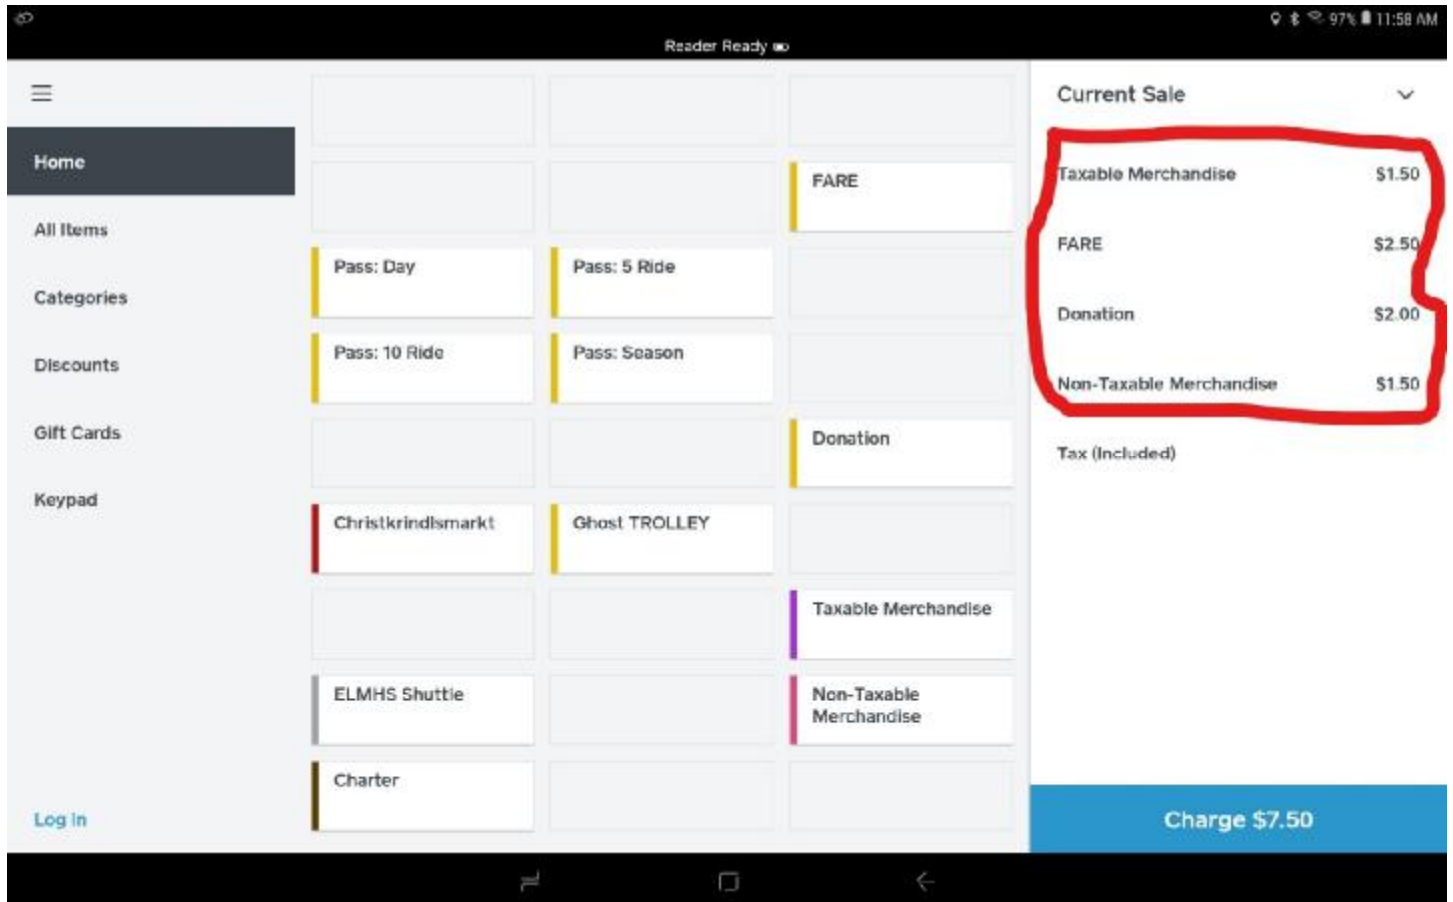 97% 11:58 AM
Reader Ready
Home
All Items
Categories
Discounts
Gift Cards
Keypad
Log In
FARE
Pass: Day
Pass: 5 Ride
Pass: 10 Ride
Pass: Season
Donation
Christkrindlsmarkt
Ghost TROLLEY
Taxable Merchandise
ELMHS Shuttle
Non-Taxable
Merchandise
Charter
Current Sale
Taxable Merchandise $1.50
FARE $2.50
Donation $2.00
Non-Taxable Merchandise $1.50
Tax (Included)
Charge $7.50